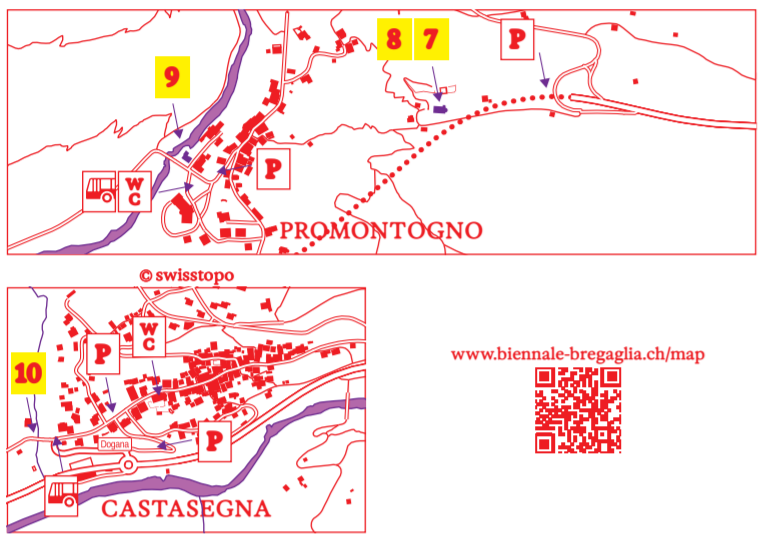 8 7 P
9
P
WC
PROMONTOGNO
© swisstopo
WC
P
10
www.biennale-bregaglia.ch/map
Dogana
P
CASTASEGNA